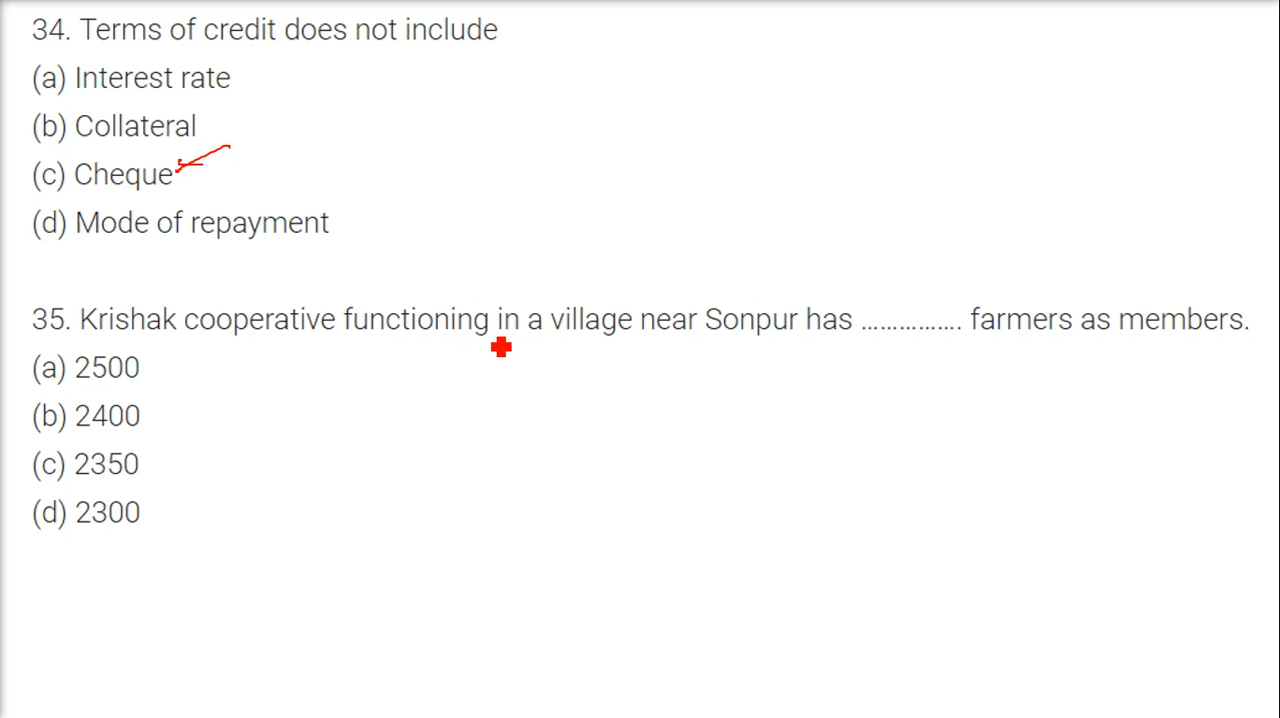 34. Terms of credit does not include
(a) Interest rate
(b) Collateral
(c) Cheque
(d) Mode of repayment
35. Krishak cooperative functioning in a village near Sonpur has ……………. farmers as members.
(a) 2500
(b) 2400
(c) 2350
(d) 2300